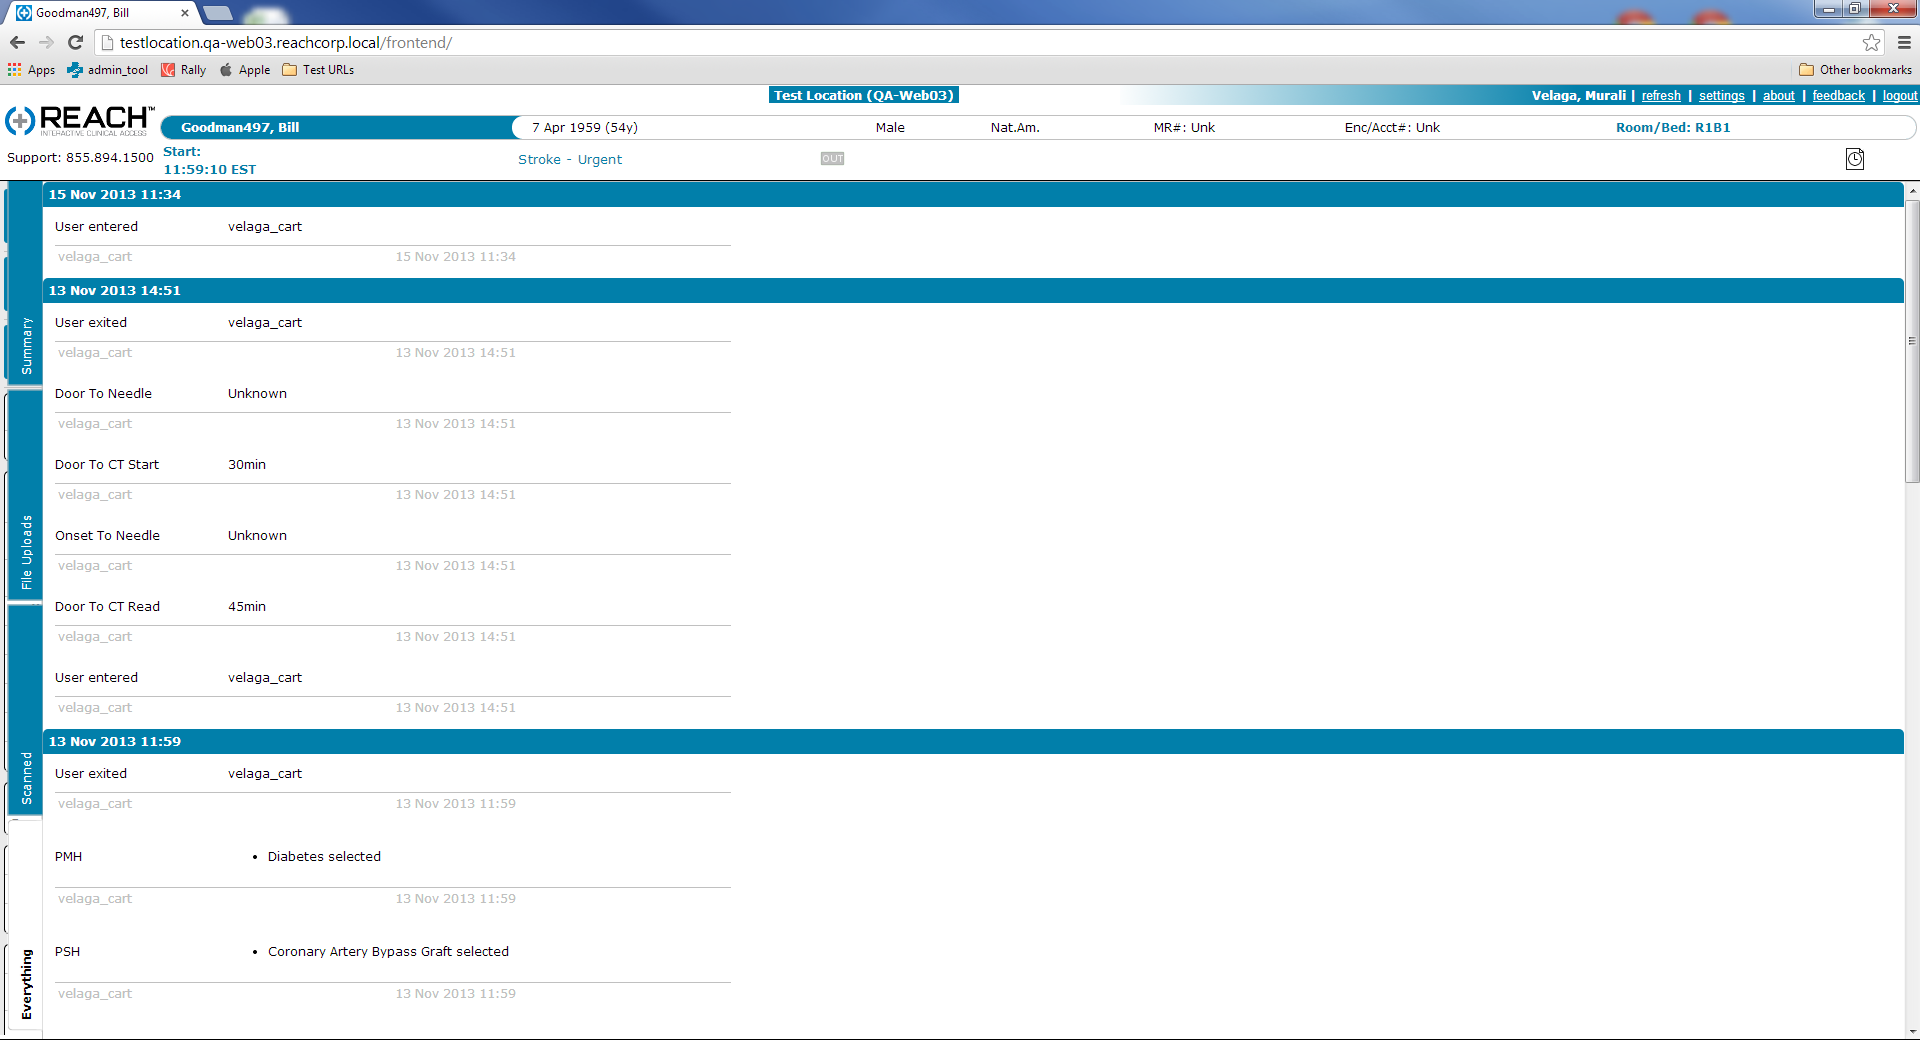 Goodman497, Bill
testlocation.qa-web03.reachcorp.local/frontend/
Apps admin_tool Rally Apple Test URLs Other bookmarks
Test Location (QA-Web03) Velaga, Murali | refresh | settings | about | feedback | logout
REACH™
INTERACTIVE CLINICAL ACCESS
Goodman497, Bill 7 Apr 1959 (54y) Male Nat.Am. MR#: Unk Enc/Acct#: Unk Room/Bed: R1B1
Support: 855.894.1500 Start:
11:59:10 EST
Stroke - Urgent OUT
15 Nov 2013 11:34
User entered velaga_cart
velaga_cart 15 Nov 2013 11:34
13 Nov 2013 14:51
User exited velaga_cart
velaga_cart 13 Nov 2013 14:51
Door To Needle Unknown
velaga_cart 13 Nov 2013 14:51
Door To CT Start 30min
velaga_cart 13 Nov 2013 14:51
Onset To Needle Unknown
velaga_cart 13 Nov 2013 14:51
Door To CT Read 45min
velaga_cart 13 Nov 2013 14:51
User entered velaga_cart
velaga_cart 13 Nov 2013 14:51
13 Nov 2013 11:59
User exited velaga_cart
velaga_cart 13 Nov 2013 11:59
PMH • Diabetes selected
velaga_cart 13 Nov 2013 11:59
PSH • Coronary Artery Bypass Graft selected
velaga_cart 13 Nov 2013 11:59
Summary
File Uploads
Scanned
Everything